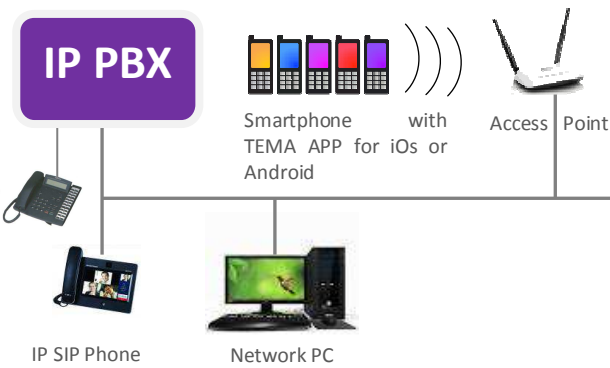 IP PBX
Smartphone with
TEMA APP for iOs or
Android
Access Point
IP SIP Phone
Network PC